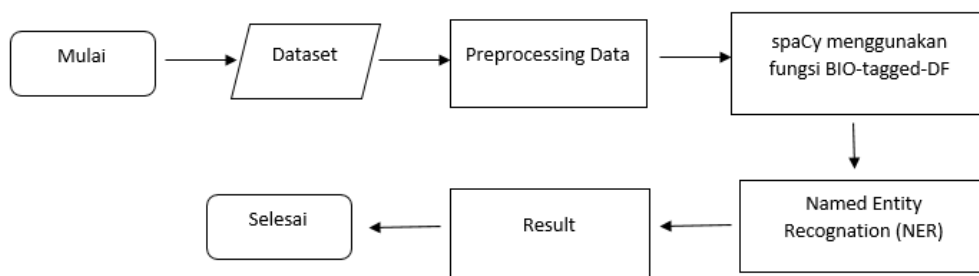 Mulai
Dataset
Preprocessing Data
spaCy menggunakan
fungsi BIO-tagged-DF
Named Entity
Recognation (NER)
Result
Selesai